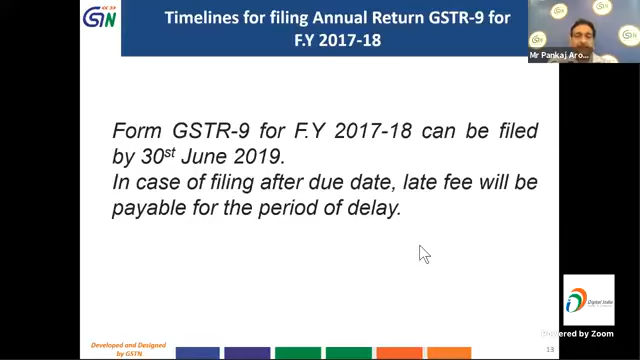 GSTN
Timelines for filing Annual Return GSTR-9 for
F.Y 2017-18
Mr Pankaj Aro...
Form GSTR-9 for F.Y 2017-18 can be filed
by 30st June 2019.
In case of filing after due date, late fee will be
payable for the period of delay.
Digital India
Powered by Zoom
Developed and Designed
by GSTN
13